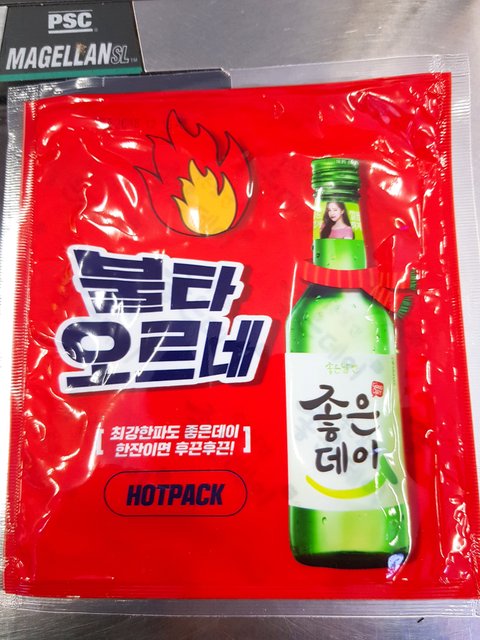 PSC
MAGELLAN SL™
불타
오르네
[ 최강한파도 좋은데이
한잔이면 후끈후끈! ]
HOTPACK
좋은
데이